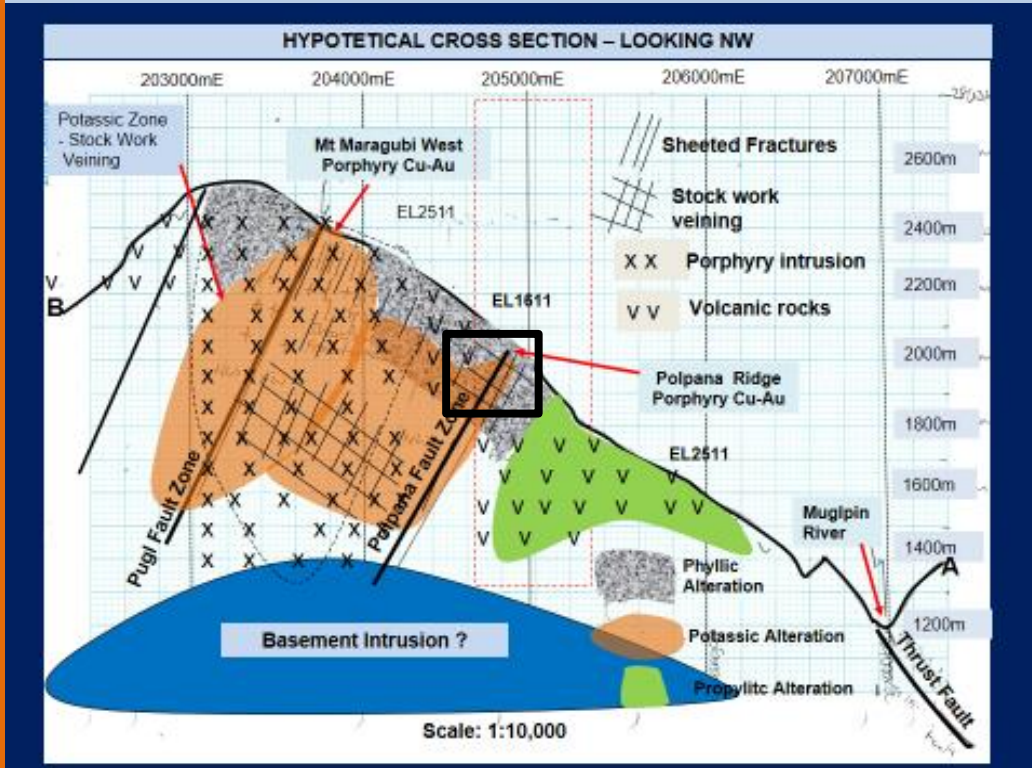 HYPOTETICAL CROSS SECTION – LOOKING NW
203000mE 204000mE 205000mE 206000mE 207000mE
Potassic Zone
- Stock Work
Veining
Mt Maragubi West
Porphyry Cu-Au
EL2511
EL1611
Sheeted Fractures
Stock work
veining
X X Porphyry intrusion
V V Volcanic rocks
2600m
2400m
2200m
2000m
1800m
1600m
1400m
1200m
B
Polpana Ridge
Porphyry Cu-Au
EL2511
Muglpin
River
A
Pugl Fault Zone
Polpana Fault Zone
Thrust Fault
Phyllic
Alteration
Potassic Alteration
Propylitc Alteration
Basement Intrusion ?
Scale: 1:10,000